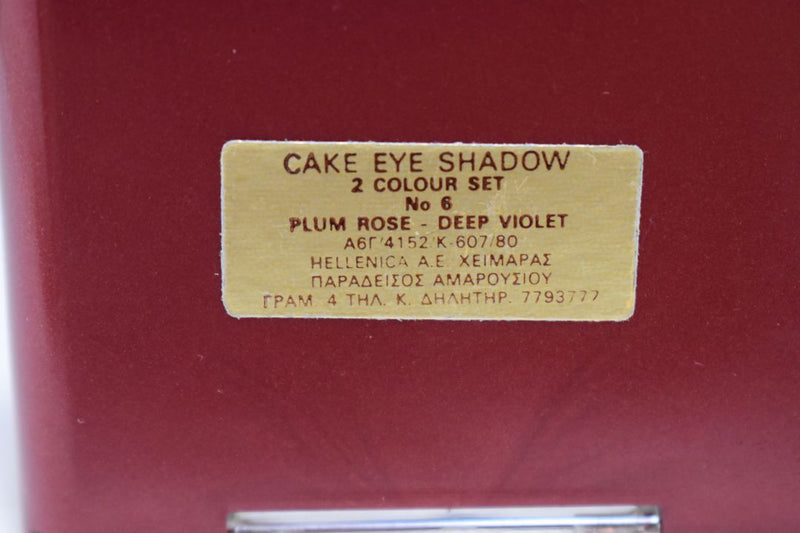 CAKE EYE SHADOW
2 COLOUR SET
No 6
PLUM ROSE - DEEP VIOLET
Α6Γ/4152/Κ-607/80
HELLENICA A.E. ΧΕΙΜΑΡΑΣ
ΠΑΡΑΔΕΙΣΟΣ ΑΜΑΡΟΥΣΙΟΥ
ΓΡΑΜ. 4 ΤΗΛ. Κ. ΔΗΛΗΤΗΡ. 7793777